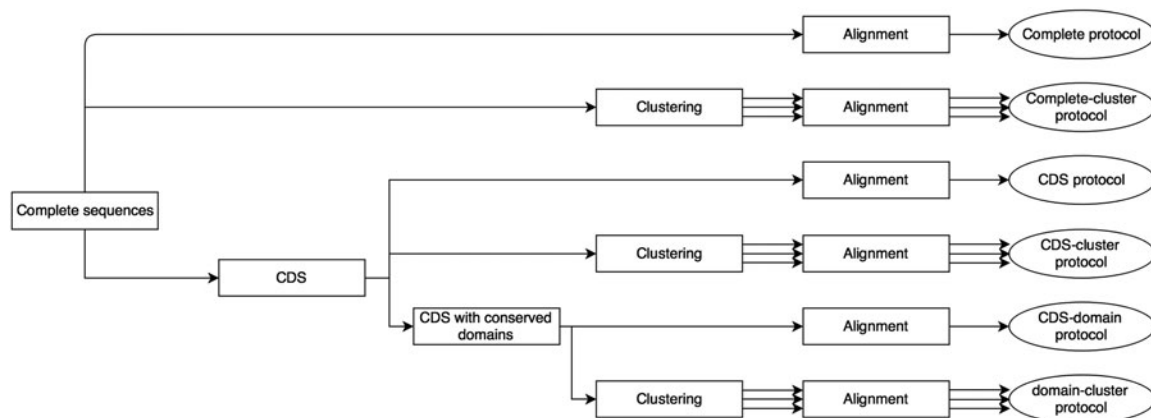 Alignment
Complete protocol
Clustering
Alignment
Complete-cluster
protocol
Alignment
CDS protocol
Complete sequences
Clustering
Alignment
CDS-cluster
protocol
CDS
CDS with conserved
domains
Alignment
CDS-domain
protocol
Clustering
Alignment
domain-cluster
protocol